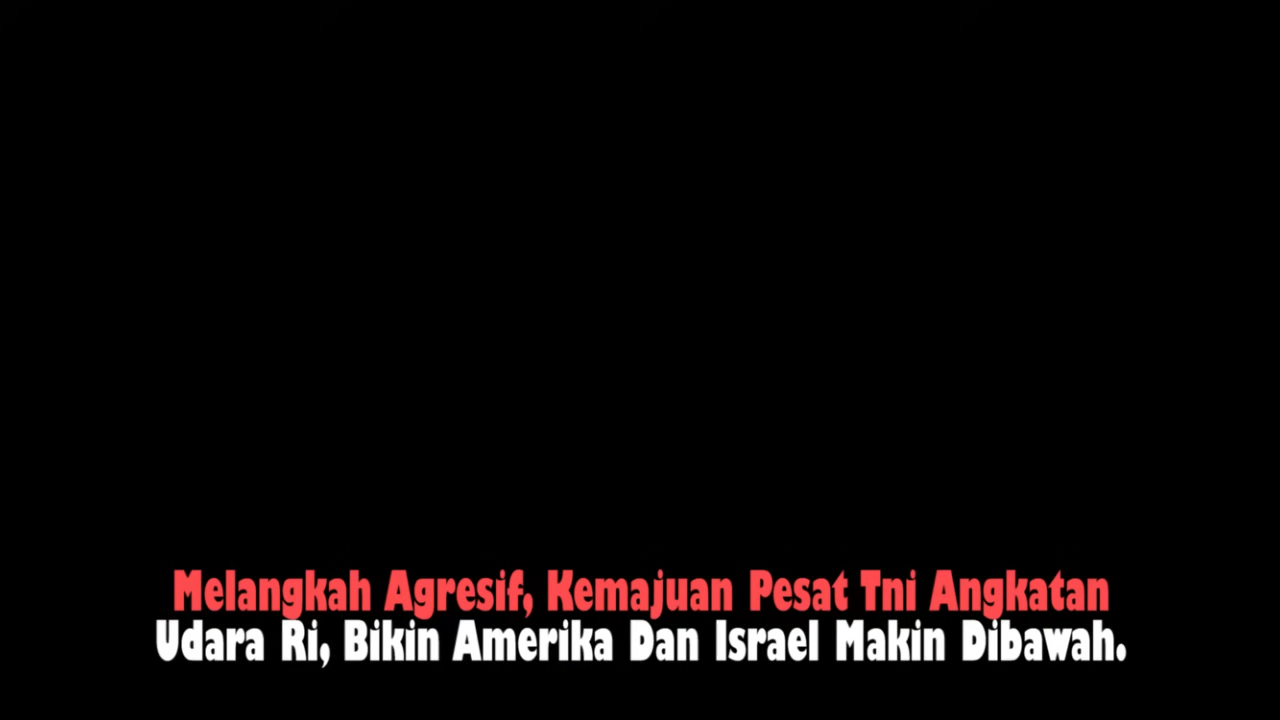 Melangkah Agresif, Kemajuan Pesat Tni Angkatan
Udara Ri, Bikin Amerika Dan Israel Makin Dibawah.